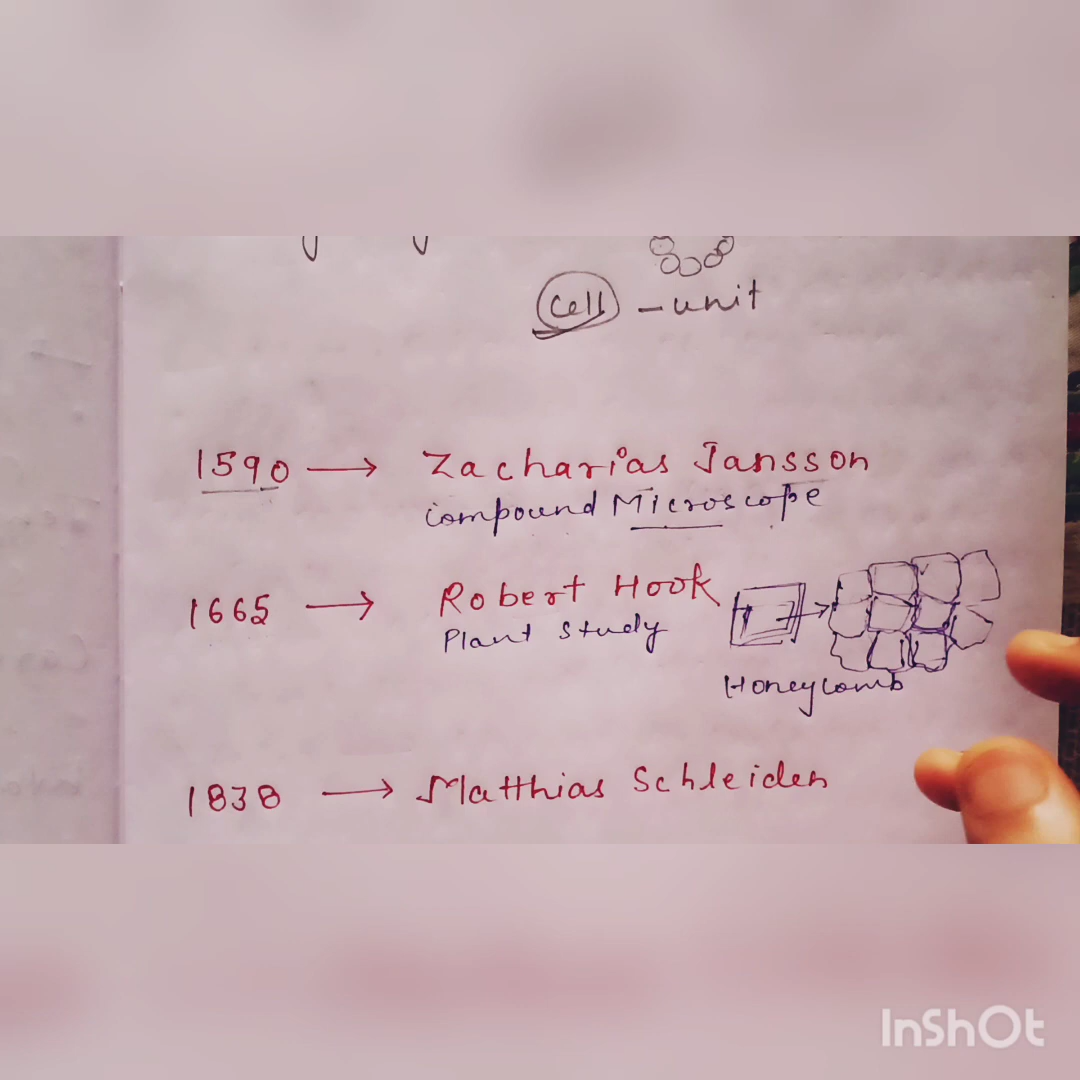 cell - unit
1590 → Zacharias Jansson
compound Microscope
1665 → Robert Hook
Plant study
Honeycomb
1838 → Matthias Schleiden
InShOt